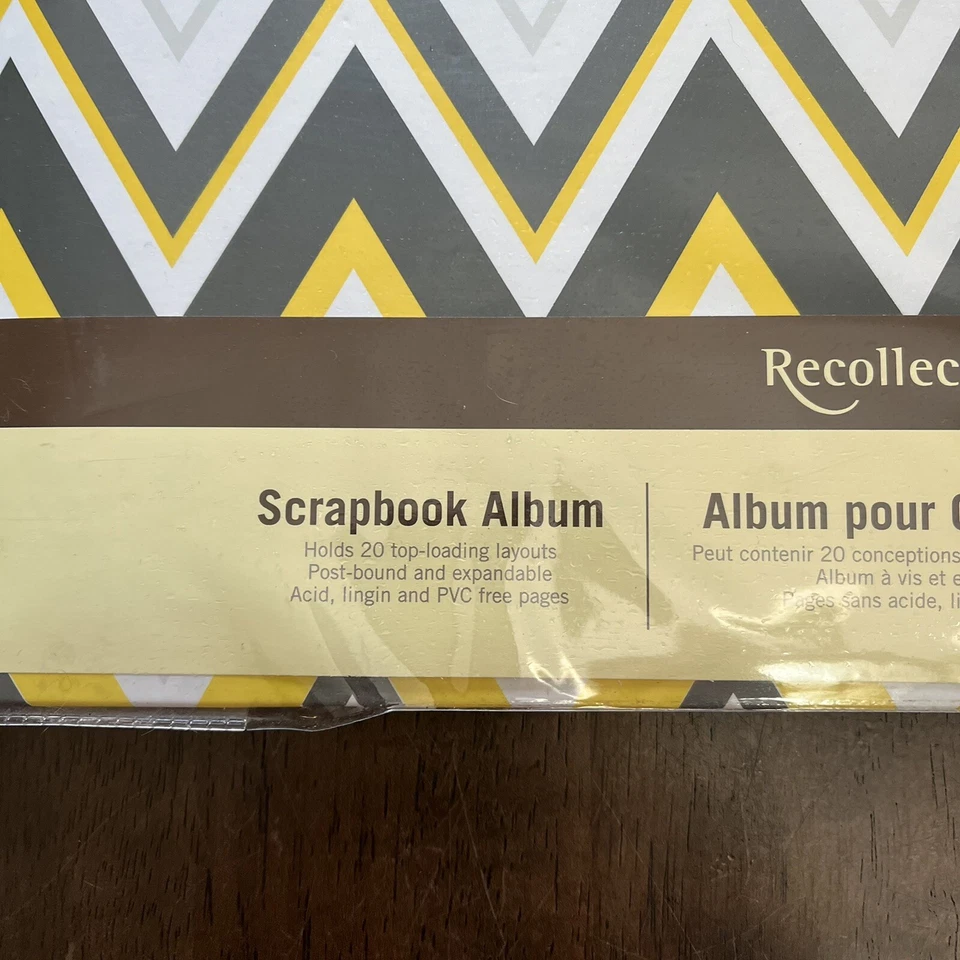 Recollec
Scrapbook Album
Holds 20 top-loading layouts
Post-bound and expandable
Acid, lingin and PVC free pages
Album pour
Peut contenir 20 conceptions
Album à vis et e
Pages sans acide, li